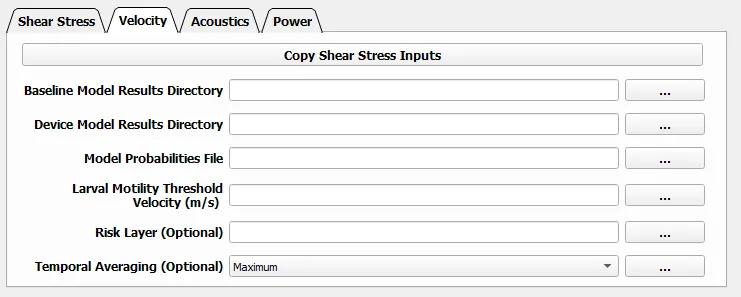 Shear Stress Velocity Acoustics Power
Copy Shear Stress Inputs
Baseline Model Results Directory ...
Device Model Results Directory ...
Model Probabilities File ...
Larval Motility Threshold
Velocity (m/s) ...
Risk Layer (Optional) ...
Temporal Averaging (Optional) Maximum ...